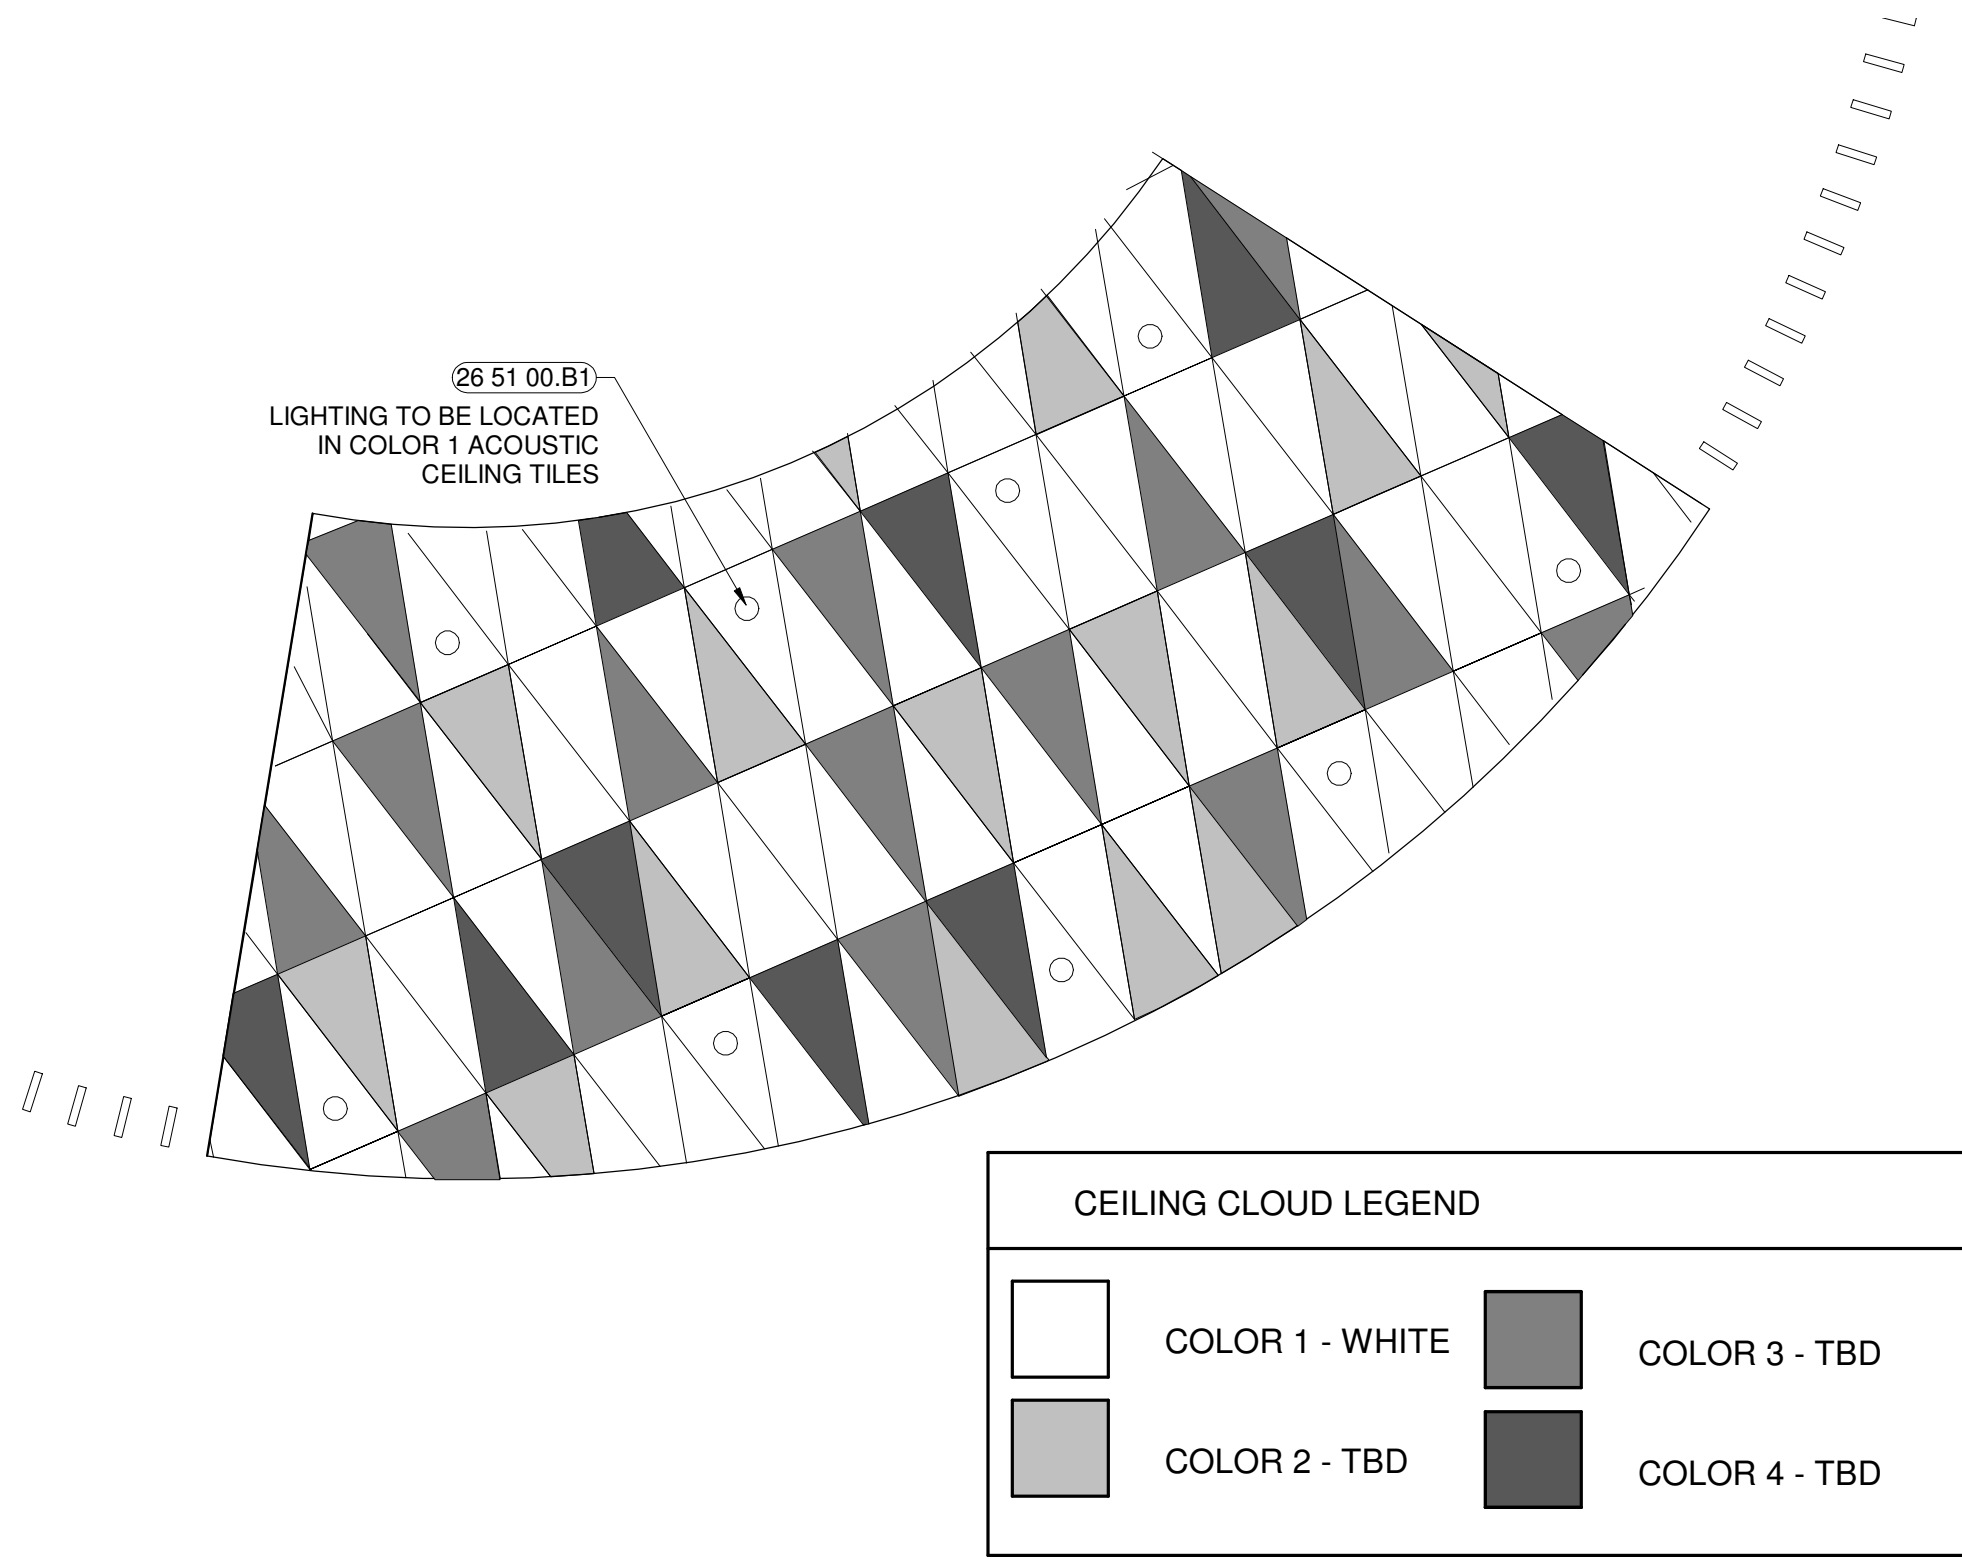 26 51 00.B1
LIGHTING TO BE LOCATED
IN COLOR 1 ACOUSTIC
CEILING TILES
CEILING CLOUD LEGEND
COLOR 1 - WHITE
COLOR 3 - TBD
COLOR 2 - TBD
COLOR 4 - TBD